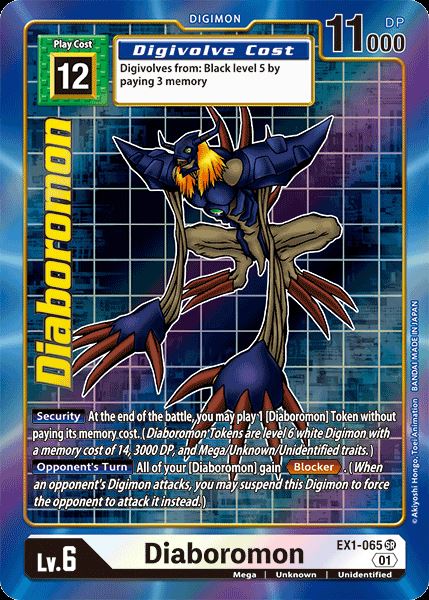 DIGIMON
Play Cost
12
Digivolve Cost
Digivolves from: Black level 5 by
paying 3 memory
DP
11000
Diaboromon
Security At the end of the battle, you may play 1 [Diaboromon] Token without
paying its memory cost. (Diaboromon Tokens are level 6 white Digimon with
a memory cost of 14, 3000 DP, and Mega/Unknown/Unidentified traits.)
Opponent's Turn All of your [Diaboromon] gain Blocker. (When
an opponent's Digimon attacks, you may suspend this Digimon to force
the opponent to attack it instead.)
©Akiyoshi Hongo, Toei Animation BANDAI MADE IN JAPAN
Lv.6
Diaboromon
EX1-065 SR
01
Mega | Unknown | Unidentified